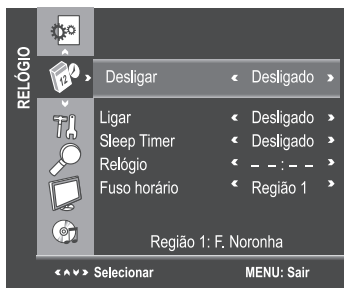 RELÓGIO
12
Desligar « Desligado »
Ligar « Desligado »
Sleep Timer « Desligado »
Relógio « – – : – – »
Fuso horário « Região 1 »
Região 1: F. Noronha
Selecionar MENU: Sair